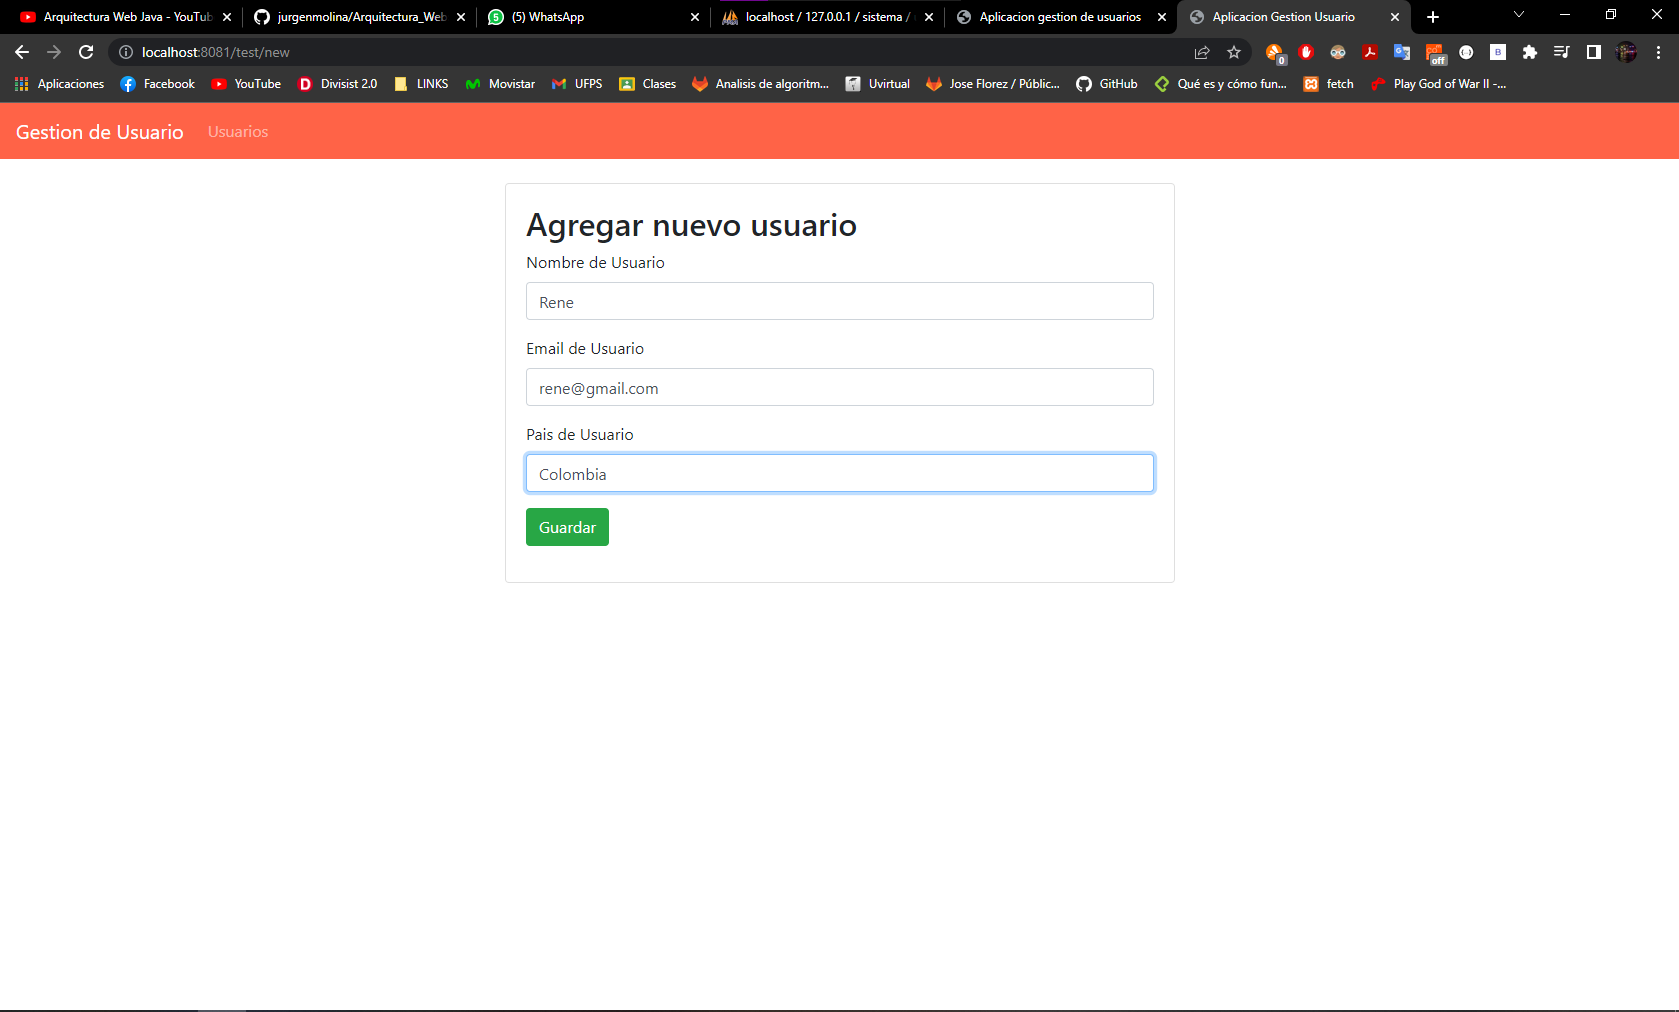 Arquitectura Web Java - YouTub
jurgenmolina/Arquitectura_Web
5 (5) WhatsApp
localhost / 127.0.0.1 / sistema /
Aplicacion gestion de usuarios
Aplicacion Gestion Usuario
localhost:8081/test/new
0
off
B
Aplicaciones
Facebook
YouTube
D Divisist 2.0
LINKS
Movistar
UFPS
Clases
Analisis de algoritm...
Uvirtual
Jose Florez / Públic...
GitHub
Qué es y cómo fun...
fetch
Play God of War II -...
Gestion de Usuario
Usuarios
Agregar nuevo usuario
Nombre de Usuario
Rene
Email de Usuario
rene@gmail.com
Pais de Usuario
Colombia
Guardar